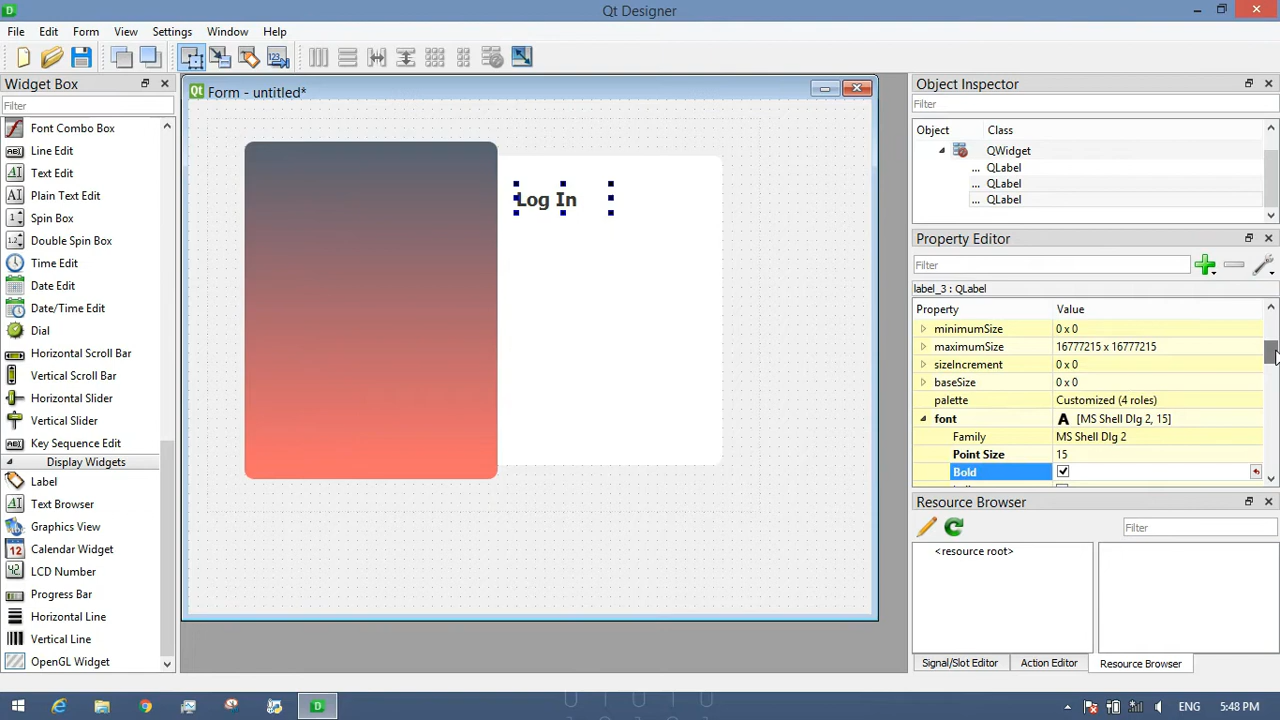 Qt Designer
File Edit Form View Settings Window Help
Widget Box
Filter
Font Combo Box
Line Edit
Text Edit
Plain Text Edit
Spin Box
Double Spin Box
Time Edit
Date Edit
Date/Time Edit
Dial
Horizontal Scroll Bar
Vertical Scroll Bar
Horizontal Slider
Vertical Slider
Key Sequence Edit
Display Widgets
Label
Text Browser
Graphics View
Calendar Widget
LCD Number
Progress Bar
Horizontal Line
Vertical Line
OpenGL Widget
Form - untitled*
Log In
Object Inspector
Filter
Object Class
QWidget
... QLabel
... QLabel
... QLabel
Property Editor
Filter
label_3 : QLabel
Property Value
minimumSize 0 x 0
maximumSize 16777215 x 16777215
sizeIncrement 0 x 0
baseSize 0 x 0
palette Customized (4 roles)
font A [MS Shell Dlg 2, 15]
Family MS Shell Dlg 2
Point Size 15
Bold
Resource Browser
Filter
<resource root>
Signal/Slot Editor Action Editor Resource Browser
ENG 5:48 PM